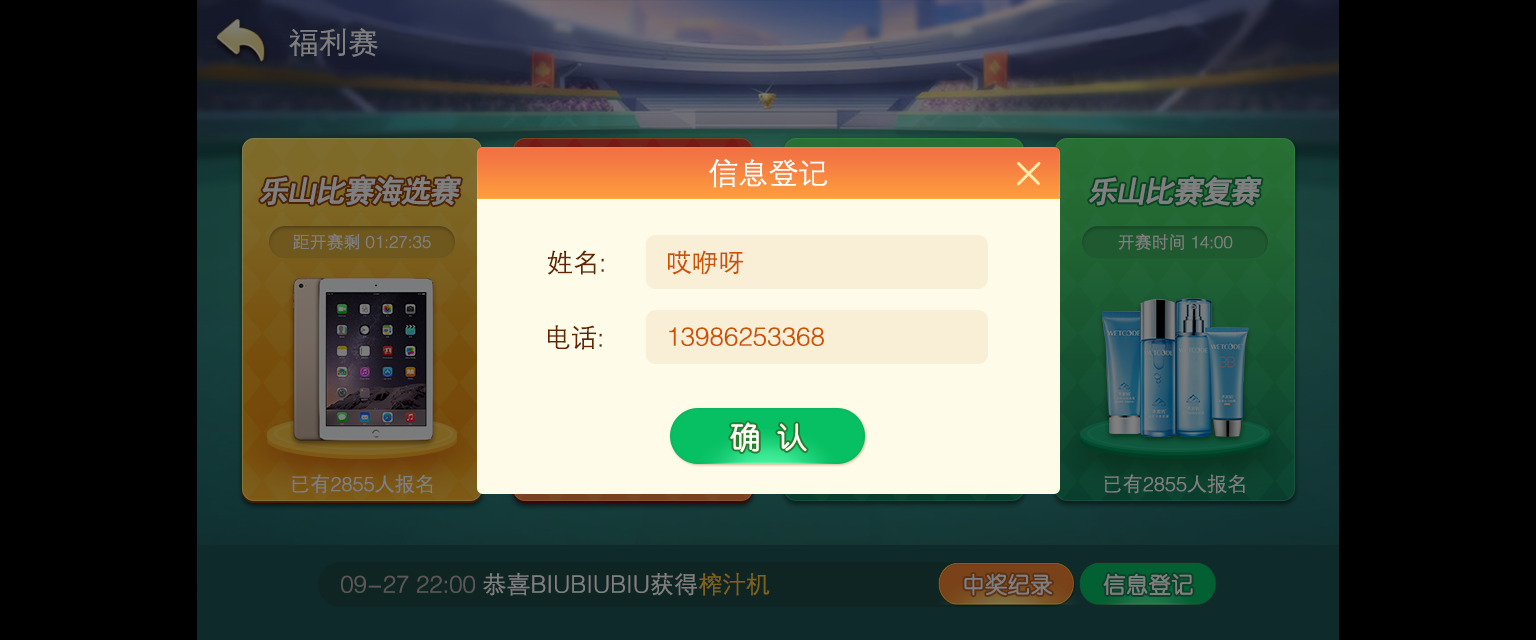 福利赛
乐山比赛海选赛
距开赛剩 01:27:35
已有2855人报名
信息登记
姓名: 哎咿呀
电话: 13986253368
确 认
乐山比赛复赛
开赛时间 14:00
WETCODE
WETCODE
WETCODE
WETCODE
已有2855人报名
09-27 22:00 恭喜BIUBIUBIU获得榨汁机
中奖纪录
信息登记